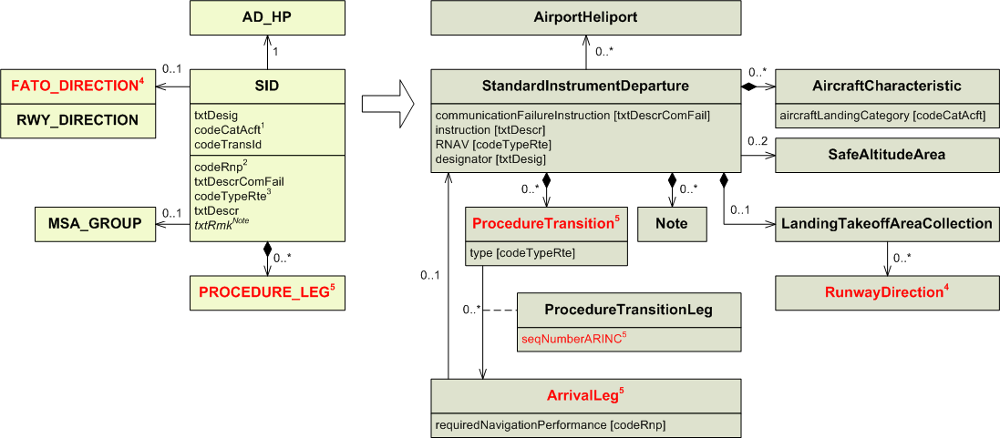 AD_HP
1
0..1
FATO_DIRECTION4
RWY_DIRECTION
SID
txtDesig
codeCatAcft1
codeTransId
codeRnp2
txtDescrComFail
codeTypeRte3
txtDescr
txtRmkNote
0..1
MSA_GROUP
0..*
PROCEDURE_LEG5
AirportHeliport
0..*
StandardInstrumentDeparture
communicationFailureInstruction [txtDescrComFail]
instruction [txtDescr]
RNAV [codeTypeRte]
designator [txtDesig]
0..*
AircraftCharacteristic
aircraftLandingCategory [codeCatAcft]
0..2
SafeAltitudeArea
0..*
ProcedureTransition5
type [codeTypeRte]
0..*
Note
0..1
LandingTakeoffAreaCollection
0..*
RunwayDirection4
0..1
0..*
ProcedureTransitionLeg
seqNumberARINC5
ArrivalLeg5
requiredNavigationPerformance [codeRnp]